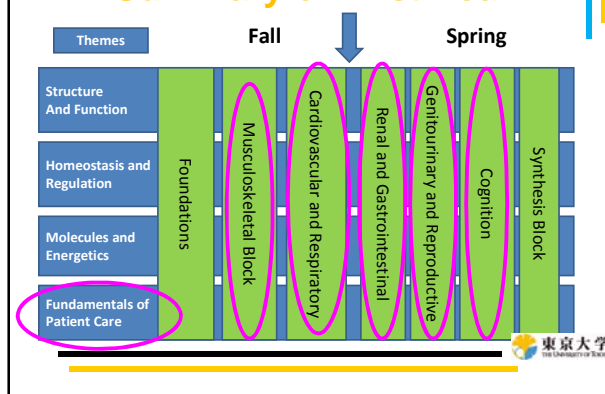 Themes
Fall
Spring
Structure
And Function
Homeostasis and
Regulation
Molecules and
Energetics
Fundamentals of
Patient Care
Foundations
Musculoskeletal Block
Cardiovascular and Respiratory
Renal and Gastrointestinal
Genitourinary and Reproductive
Cognition
Synthesis Block
東京大学